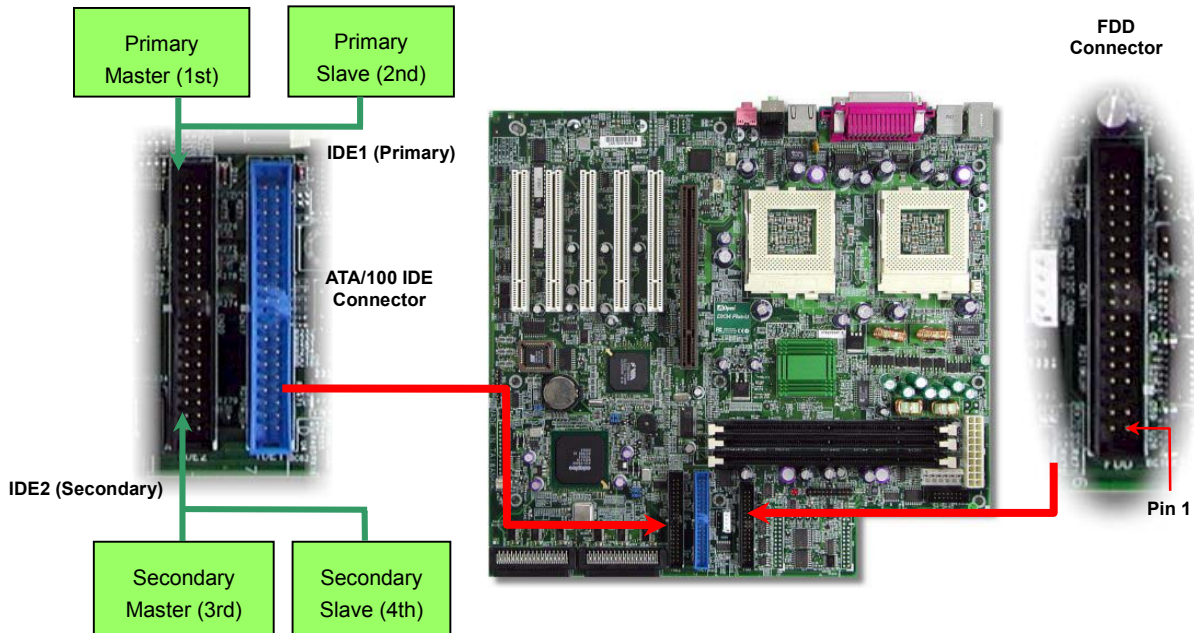 Primary
Master (1st)
Primary
Slave (2nd)
FDD
Connector
IDE1 (Primary)
ATA/100 IDE
Connector
IDE2 (Secondary)
Pin 1
Secondary
Master (3rd)
Secondary
Slave (4th)
adaptec